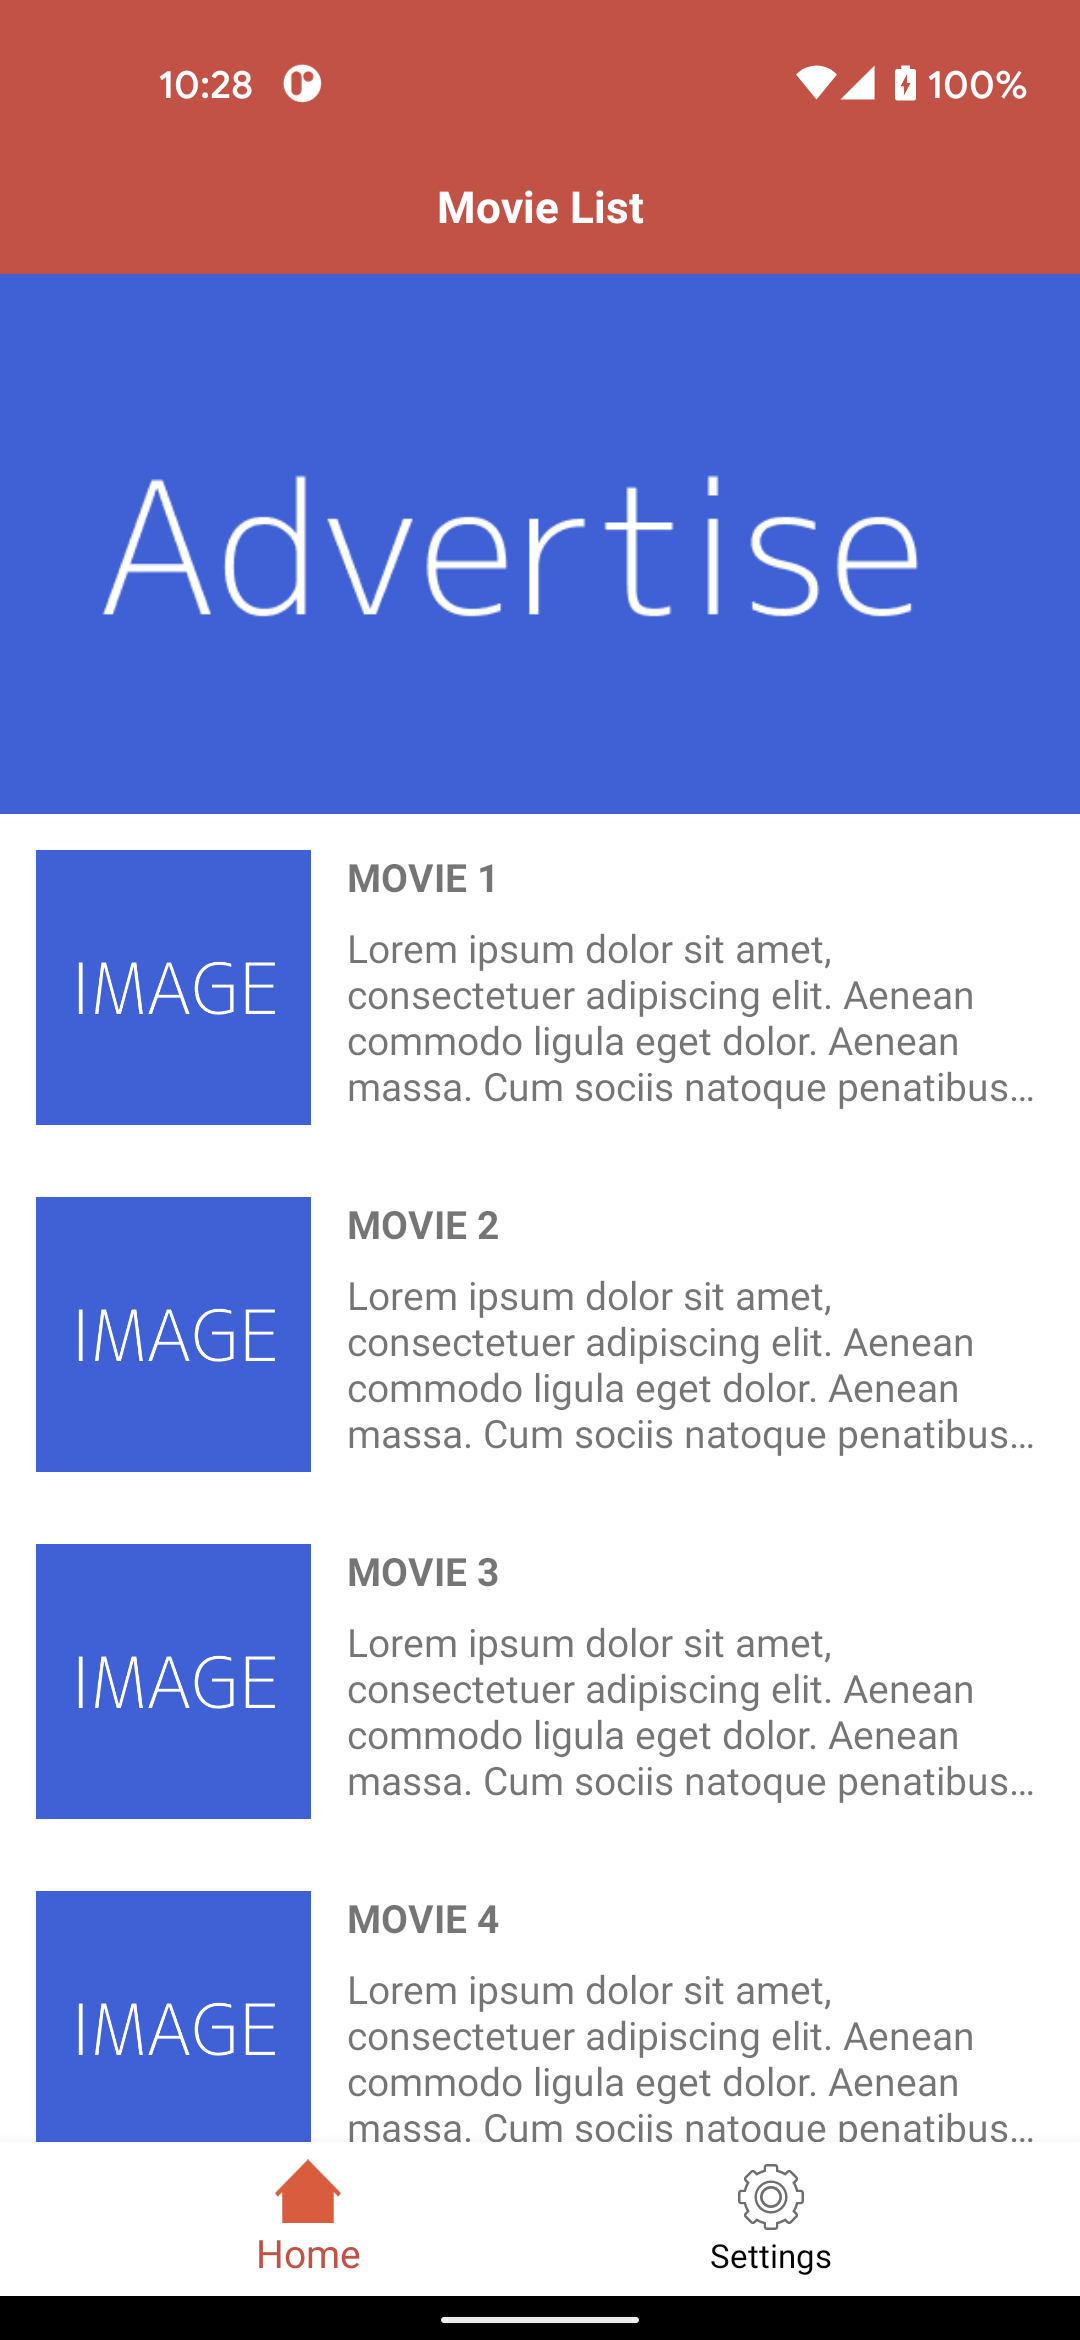 10:28 100%
Movie List
Advertise
IMAGE
MOVIE 1
Lorem ipsum dolor sit amet,
consectetuer adipiscing elit. Aenean
commodo ligula eget dolor. Aenean
massa. Cum sociis natoque penatibus...
IMAGE
MOVIE 2
Lorem ipsum dolor sit amet,
consectetuer adipiscing elit. Aenean
commodo ligula eget dolor. Aenean
massa. Cum sociis natoque penatibus...
IMAGE
MOVIE 3
Lorem ipsum dolor sit amet,
consectetuer adipiscing elit. Aenean
commodo ligula eget dolor. Aenean
massa. Cum sociis natoque penatibus...
IMAGE
MOVIE 4
Lorem ipsum dolor sit amet,
consectetuer adipiscing elit. Aenean
commodo ligula eget dolor. Aenean
massa. Cum sociis natoque penatibus...
Home
Settings